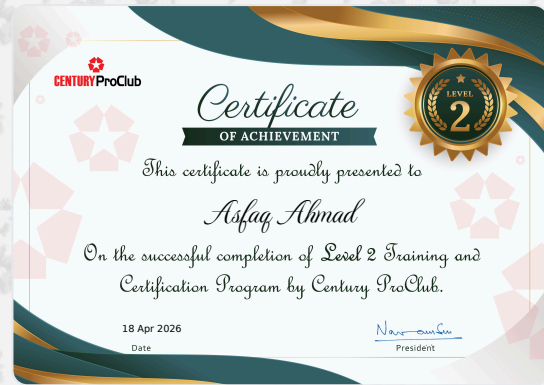 CENTURY ProClub
LEVEL
2
Certificate
OF ACHIEVEMENT
This certificate is proudly presented to
Asfaq Ahmad
On the successful completion of Level 2 Training and
Certification Program by Century ProClub.
18 Apr 2026
Date
President